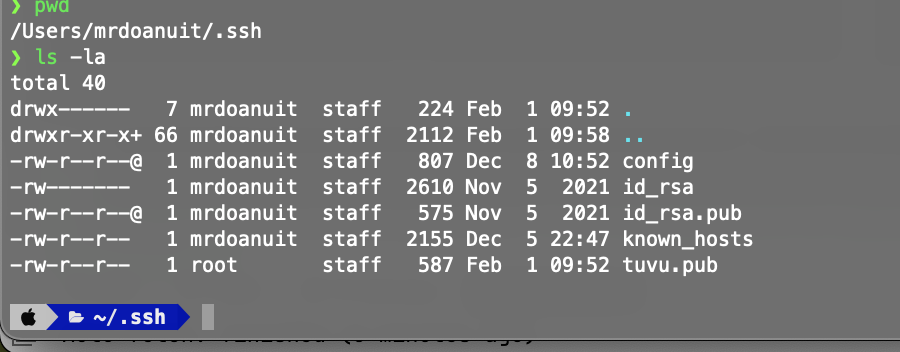 ❯ pwd
/Users/mrdoanuit/.ssh
❯ ls -la
total 40
drwx------   7 mrdoanuit  staff   224 Feb  1 09:52 .
drwxr-xr-x+ 66 mrdoanuit  staff  2112 Feb  1 09:58 ..
-rw-r--r--@  1 mrdoanuit  staff   807 Dec  8 10:52 config
-rw-------   1 mrdoanuit  staff  2610 Nov  5  2021 id_rsa
-rw-r--r--@  1 mrdoanuit  staff   575 Nov  5  2021 id_rsa.pub
-rw-r--r--   1 mrdoanuit  staff  2155 Dec  5 22:47 known_hosts
-rw-r--r--   1 root       staff   587 Feb  1 09:52 tuvu.pub
~/.ssh